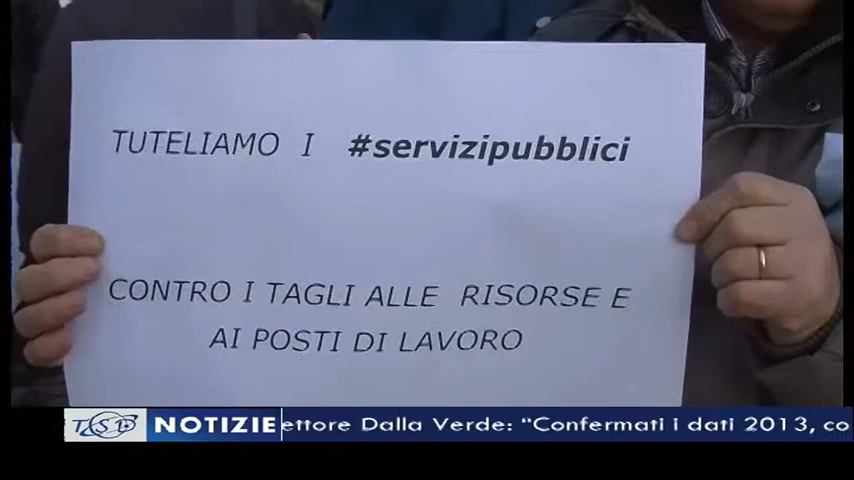 TUTELIAMO I #servizipubblici
CONTRO I TAGLI ALLE RISORSE E
AI POSTI DI LAVORO
NOTIZIE ettore Dalla Verde: "Confermati i dati 2013, co